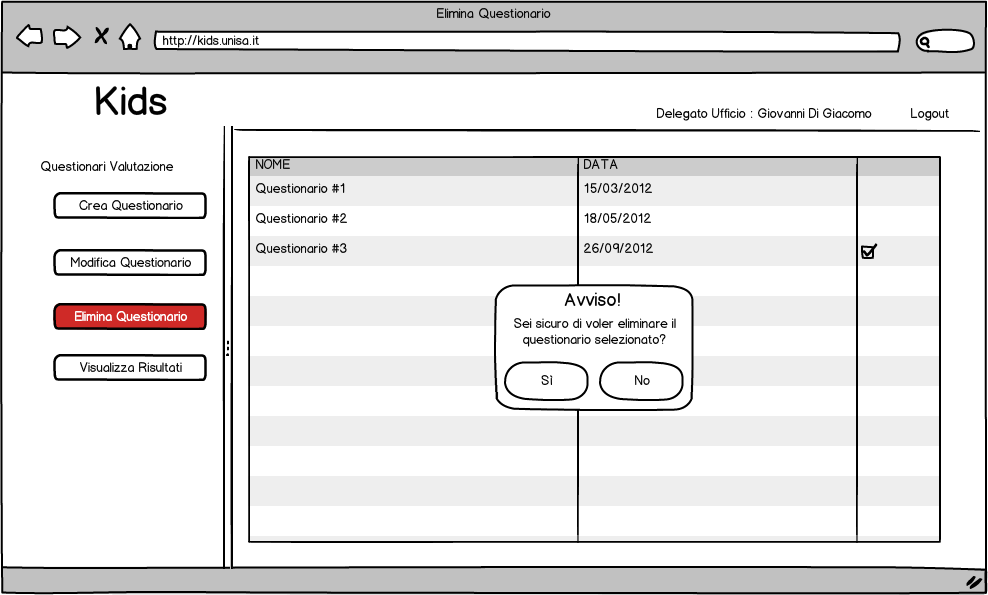 Elimina Questionario
http://kids.unisa.it
Kids
Delegato Ufficio : Giovanni Di Giacomo
Logout
Questionari Valutazione
Crea Questionario
Modifica Questionario
Elimina Questionario
Visualizza Risultati
NOME DATA
Questionario #1 15/03/2012
Questionario #2 18/05/2012
Questionario #3 26/09/2012
Avviso!
Sei sicuro di voler eliminare il
questionario selezionato?
Sì No